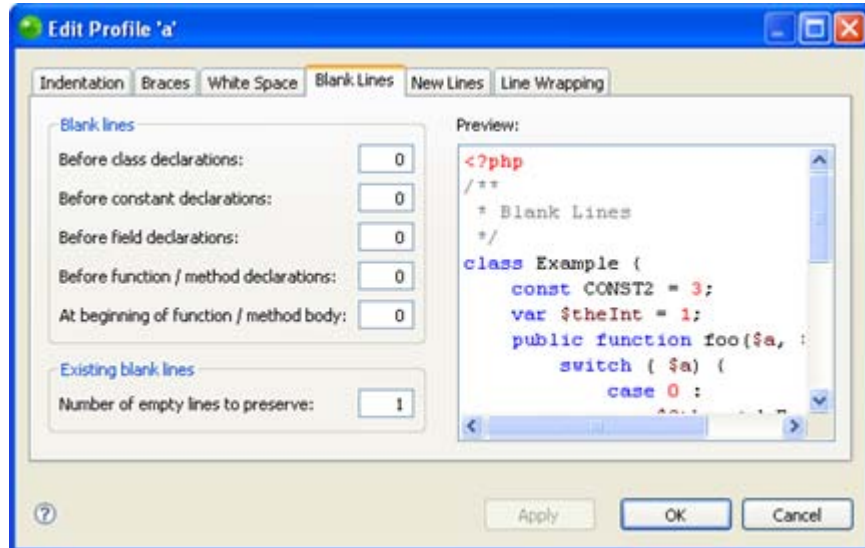 Edit Profile 'a'
Indentation Braces White Space Blank Lines New Lines Line Wrapping
Blank lines
Before class declarations: 0
Before constant declarations: 0
Before field declarations: 0
Before function / method declarations: 0
At beginning of function / method body: 0
Existing blank lines
Number of empty lines to preserve: 1
Preview:
<?php
/**
* Blank Lines
*/
class Example {
const CONST2 = 3;
var $theInt = 1;
public function foo($a,
switch ( $a) {
case 0 :
Apply OK Cancel